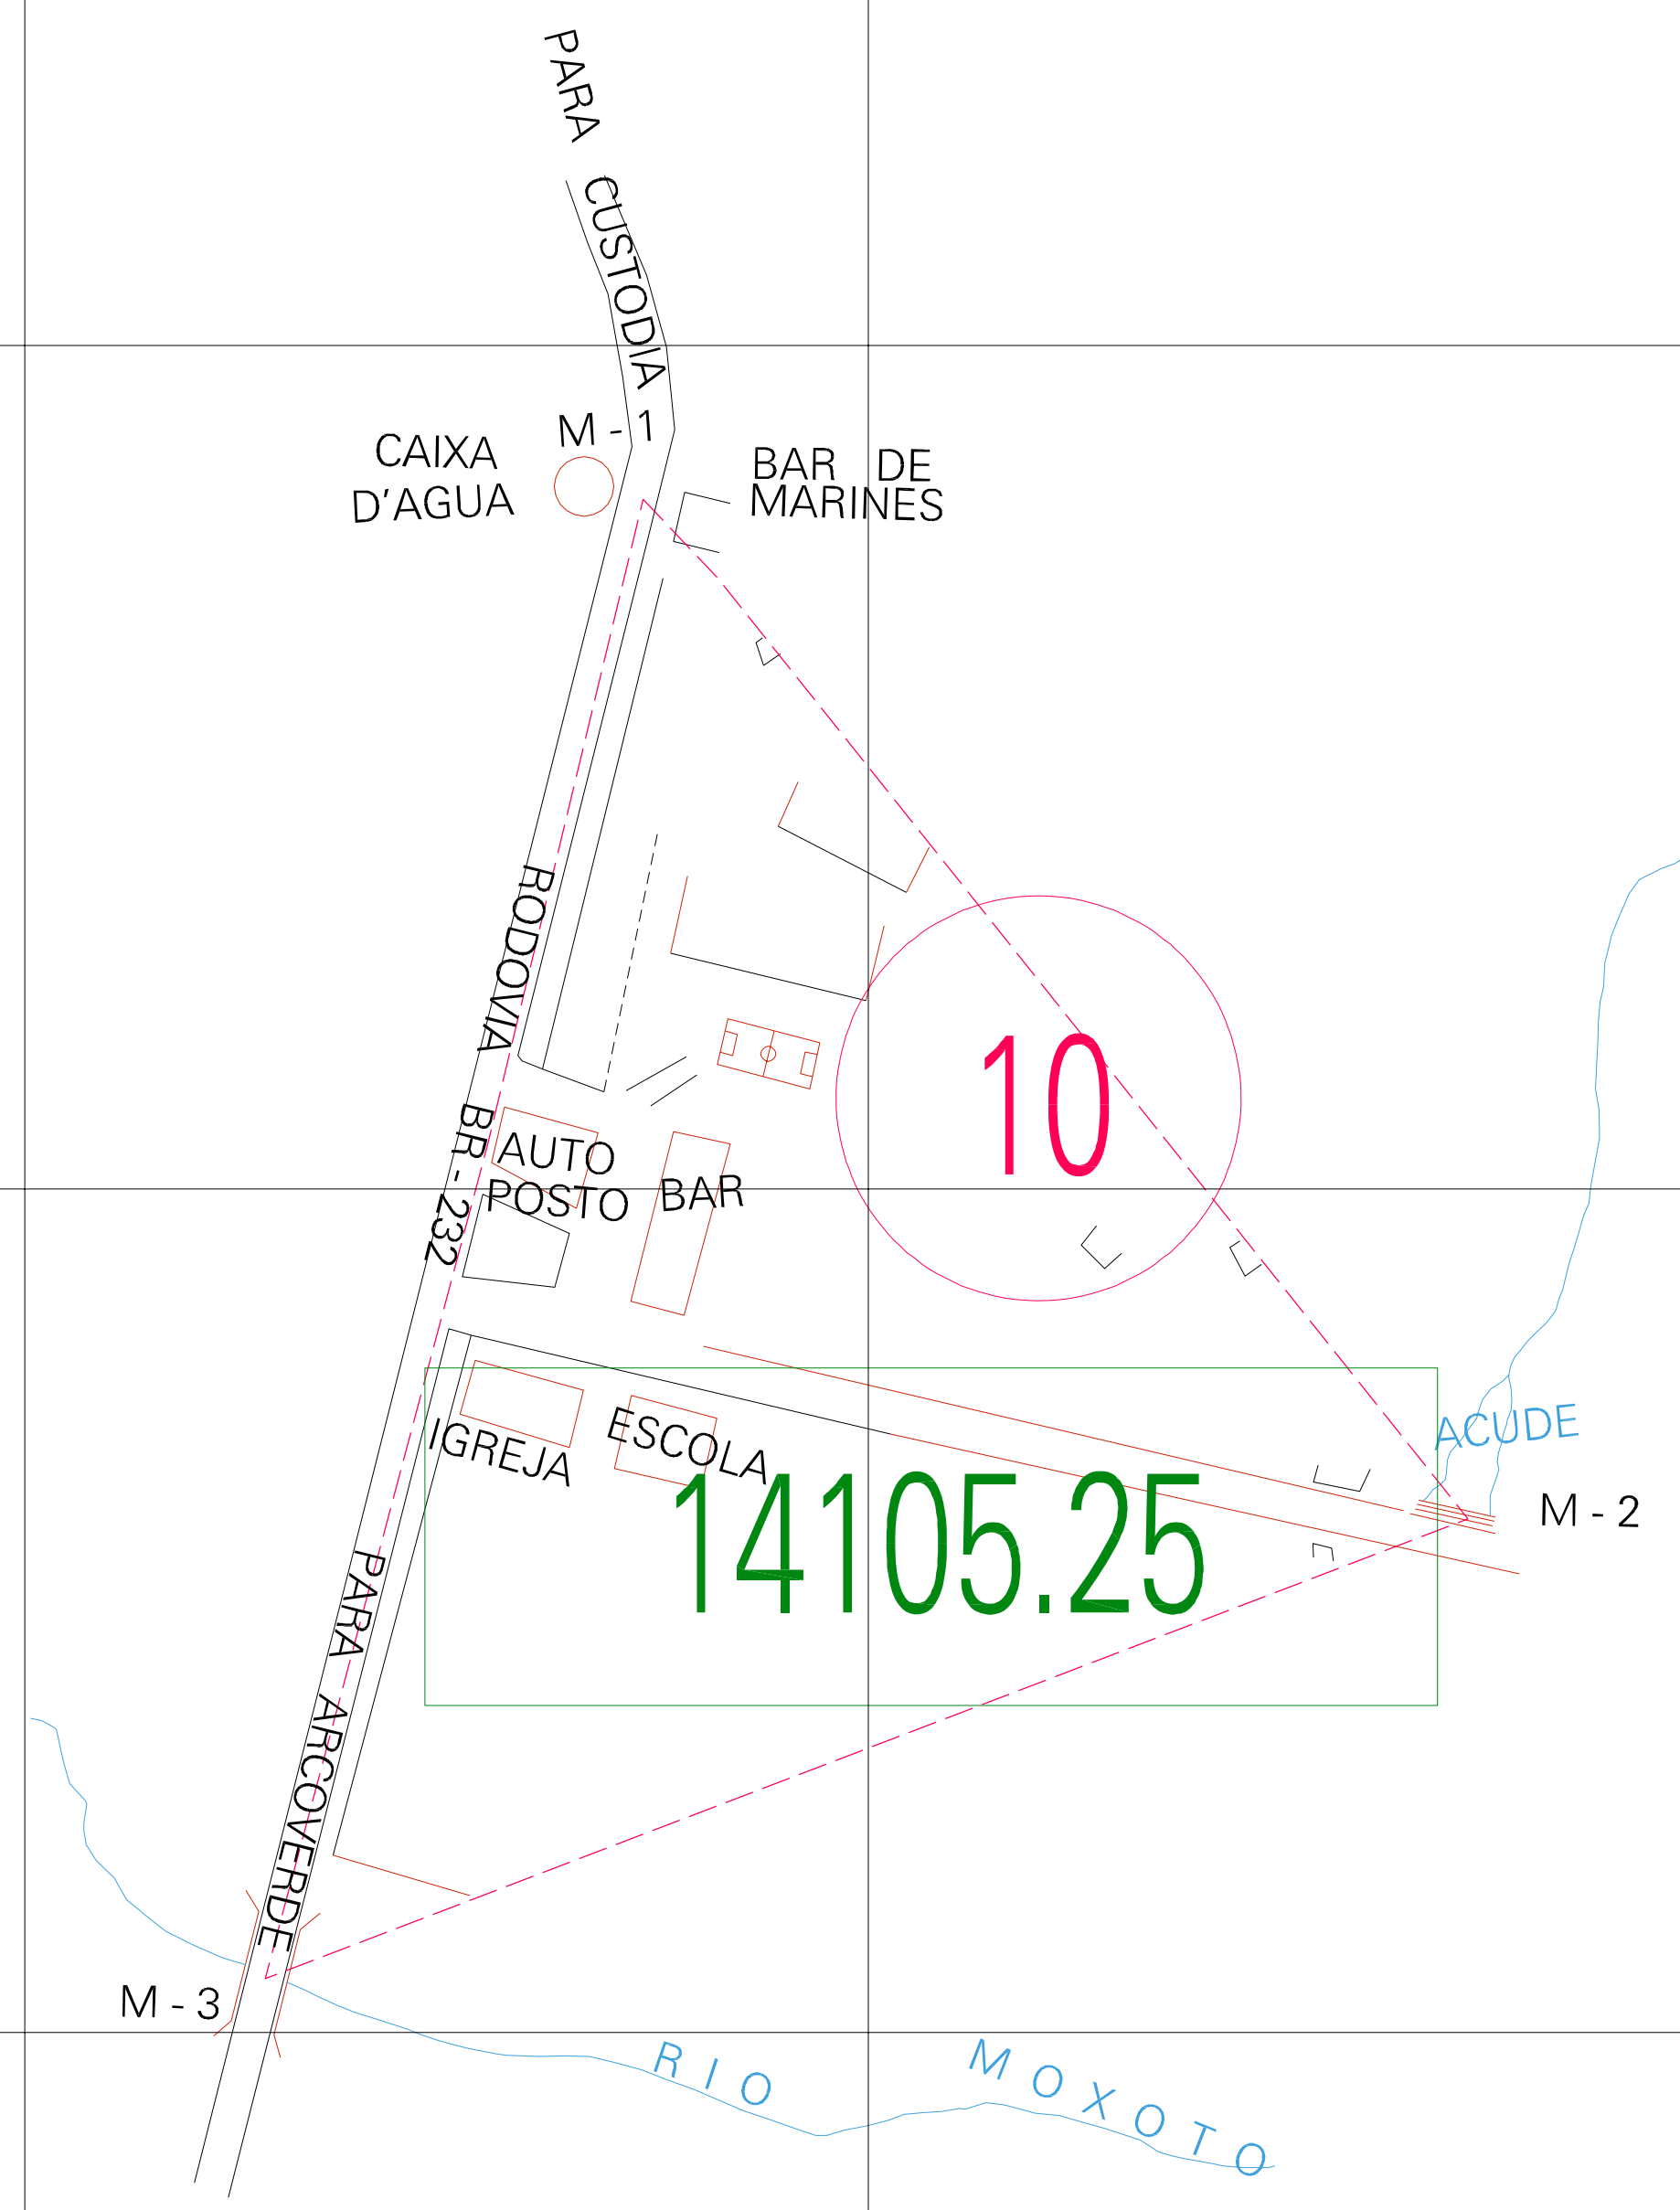 PARA CUSTODIA
M - 1
CAIXA
D'AGUA
BAR DE
MARINES
RODOVIA BR - 232
10
AUTO
POSTO
BAR
IGREJA
ESCOLA
ACUDE
M - 2
14105.25
PARA ARCOVERDE
M - 3
RIO MOXOTO